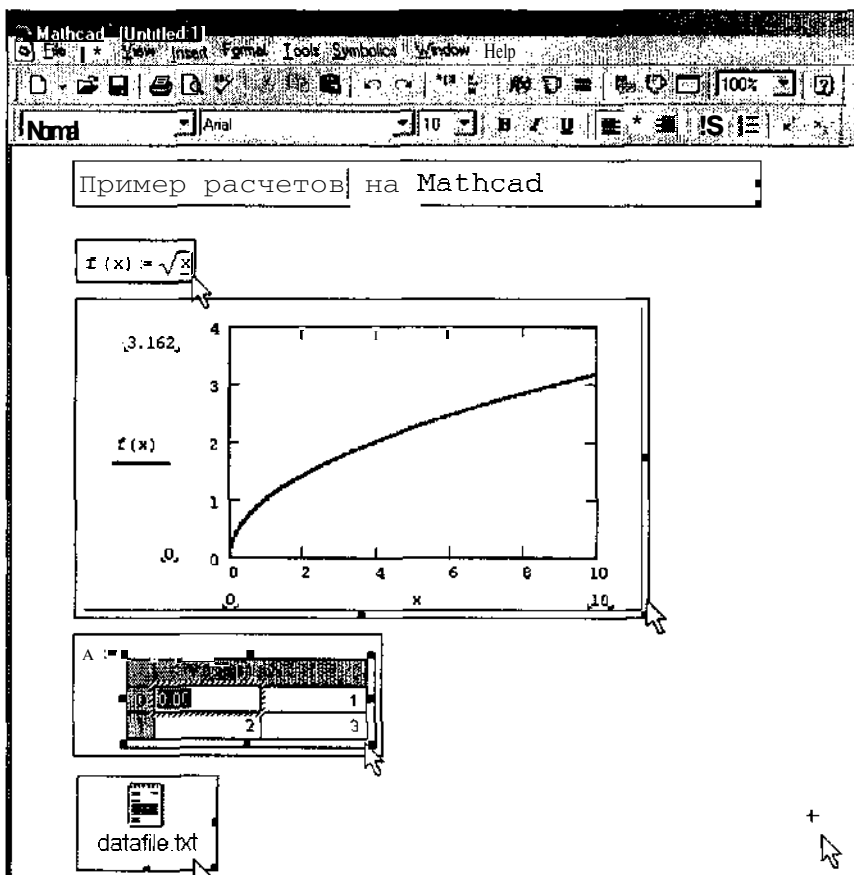 Mathcad [Untitled:1]
File View Insert Format Tools Symbolics Window Help
100%
Normal Arial 10 B U
Пример расчетов на Mathcad
f (x) := √x
3.162
4
3
f(x)
2
1
0
0
0 2 4 6 8 10
0 x 10
A :=
0 0.00 1
1 2 3
datafile.txt